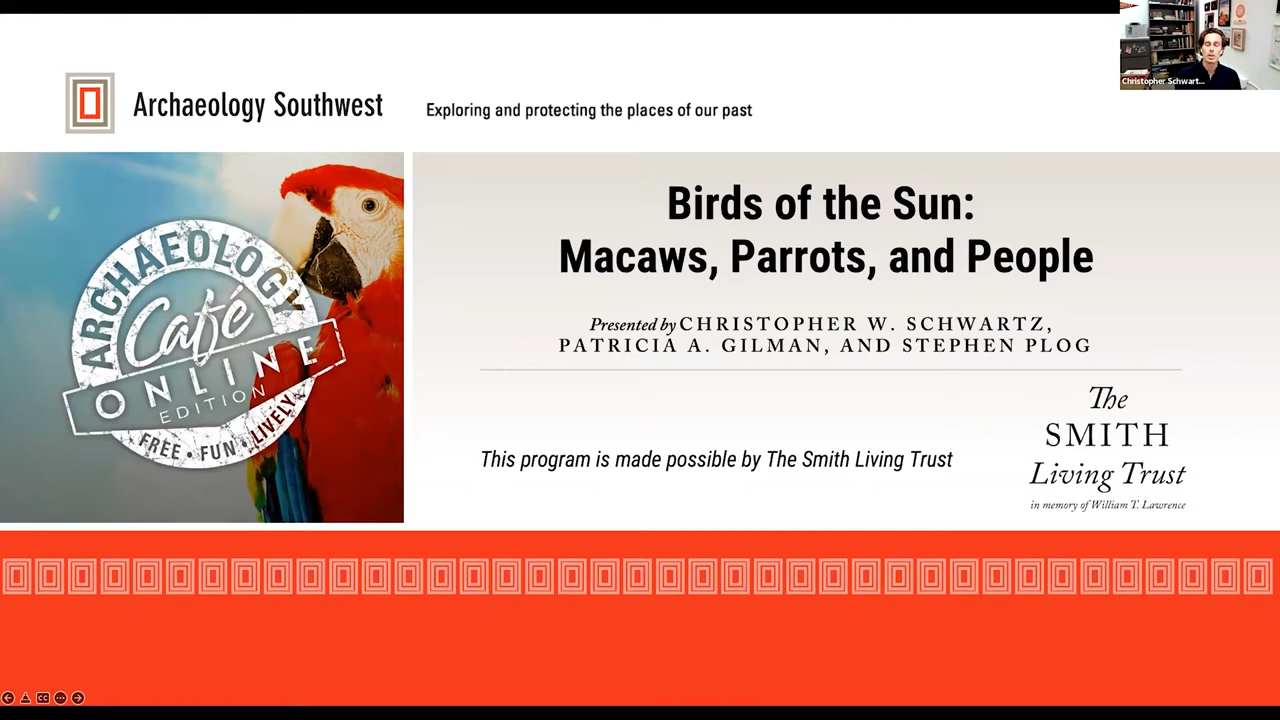 Christopher Schwart...
Archaeology Southwest
Exploring and protecting the places of our past
ARCHAEOLOGY
Café
ONLINE
EDITION
FREE • FUN • LIVELY
Birds of the Sun:
Macaws, Parrots, and People
Presented by CHRISTOPHER W. SCHWARTZ,
PATRICIA A. GILMAN, AND STEPHEN PLOG
This program is made possible by The Smith Living Trust
The
SMITH
Living Trust
in memory of William T. Lawrence
CC